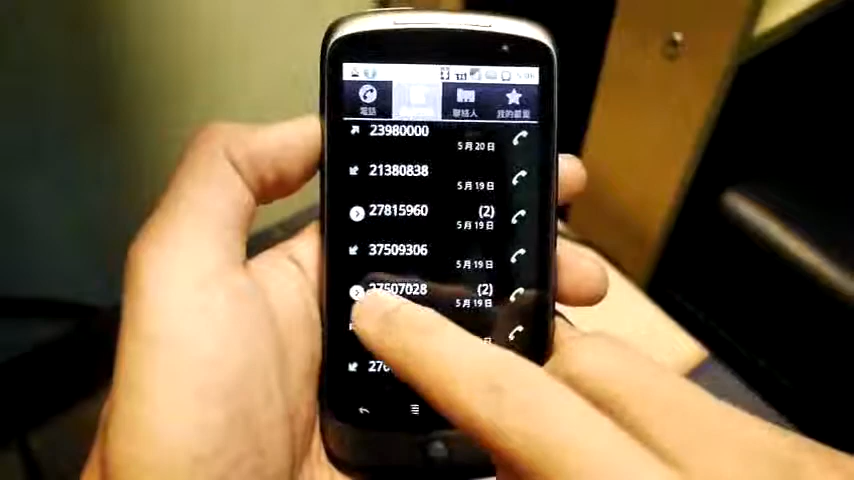 電話
聯絡人
我的最愛
23980000
5月20日
21380838
5月19日
27815960 (2)
5月19日
37509306
5月19日
27507028 (2)
5月19日